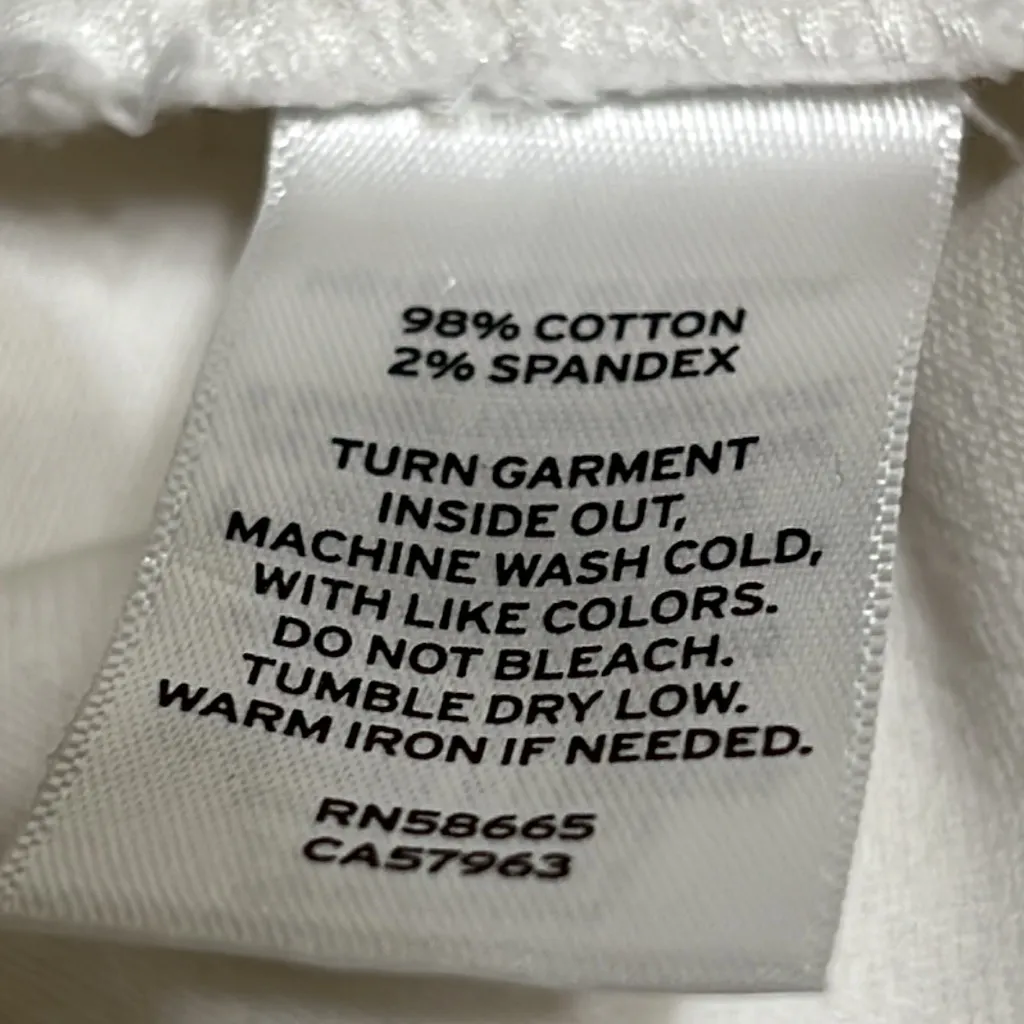 98% COTTON
2% SPANDEX
TURN GARMENT
INSIDE OUT,
MACHINE WASH COLD,
WITH LIKE COLORS.
DO NOT BLEACH.
TUMBLE DRY LOW.
WARM IRON IF NEEDED.
RN58665
CA57963